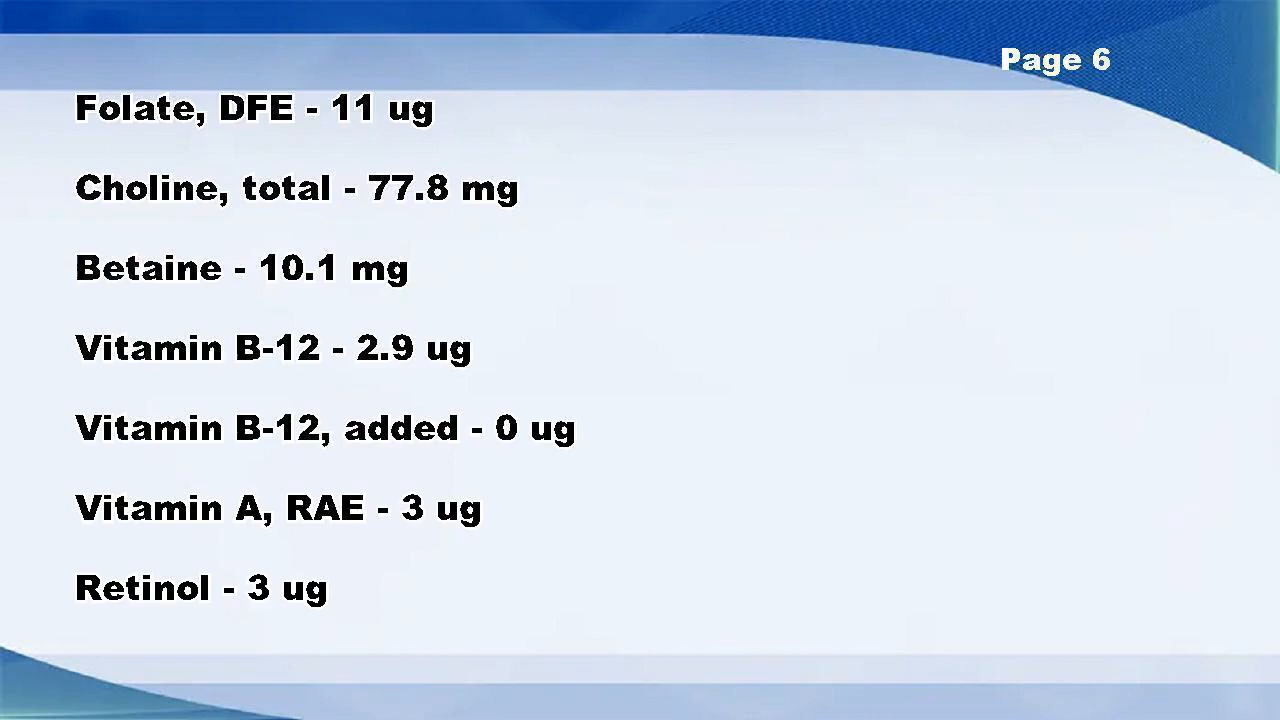 Page 6
Folate, DFE - 11 ug
Choline, total - 77.8 mg
Betaine - 10.1 mg
Vitamin B-12 - 2.9 ug
Vitamin B-12, added - 0 ug
Vitamin A, RAE - 3 ug
Retinol - 3 ug